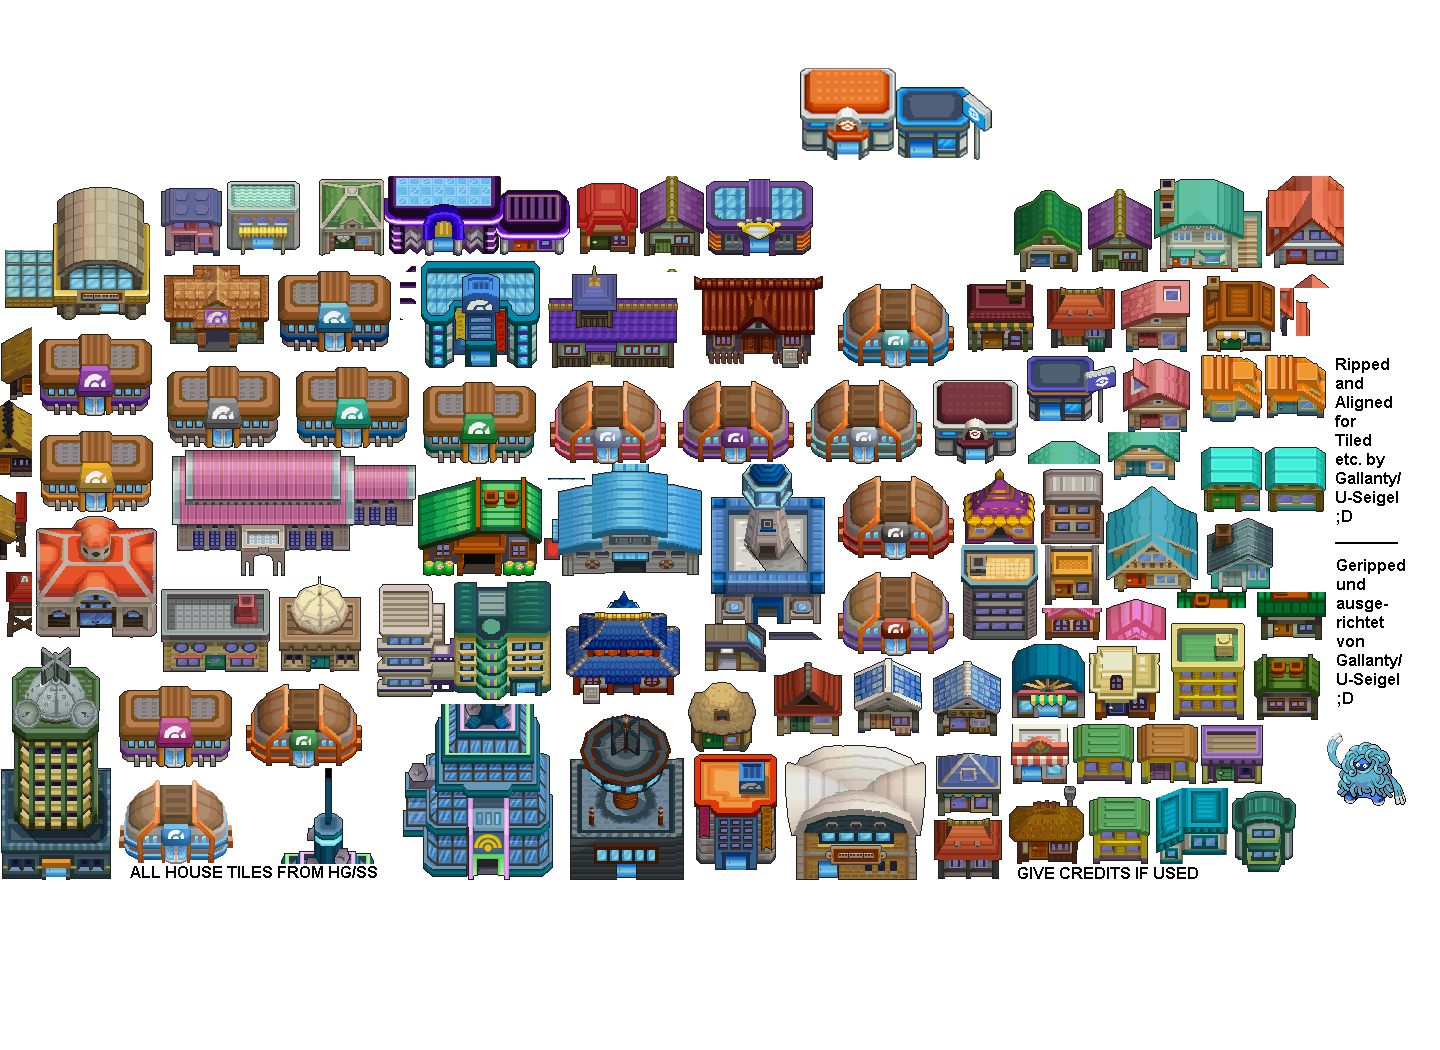 Ripped
and
Aligned
for
Tiled
etc. by
Gallanty/
U-Seigel
;D
Geripped
und
ausge-
richtet
von
Gallanty/
U-Seigel
;D
ALL HOUSE TILES FROM HG/SS
GIVE CREDITS IF USED